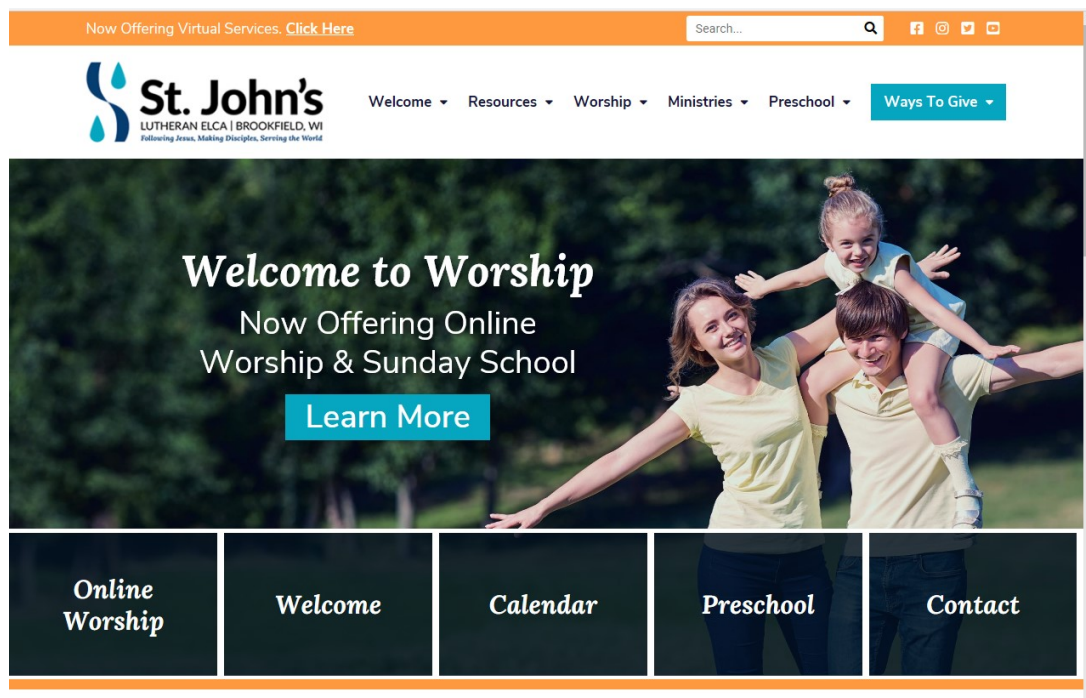 Now Offering Virtual Services. Click Here
Search...
St. John's
LUTHERAN ELCA | BROOKFIELD, WI
Following Jesus, Making Disciples, Serving the World
Welcome
Resources
Worship
Ministries
Preschool
Ways To Give
Welcome to Worship
Now Offering Online
Worship & Sunday School
Learn More
Online
Worship
Welcome
Calendar
Preschool
Contact